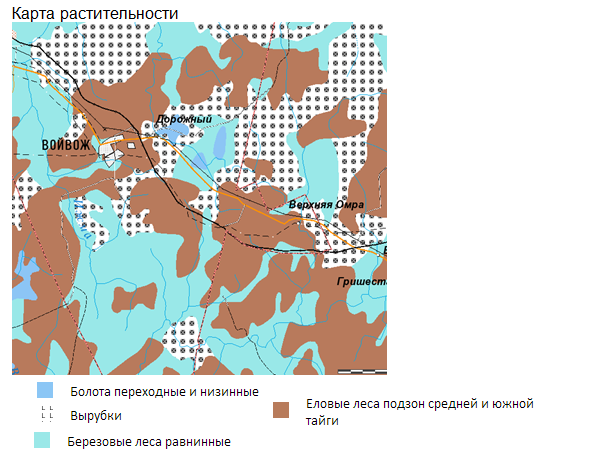 Карта растительности
Дорожный
ВОЙВОЖ
Верхняя Омра
Гришест
Болота переходные и низинные
Вырубки
Еловые леса подзон средней и южной
тайги
Березовые леса равнинные